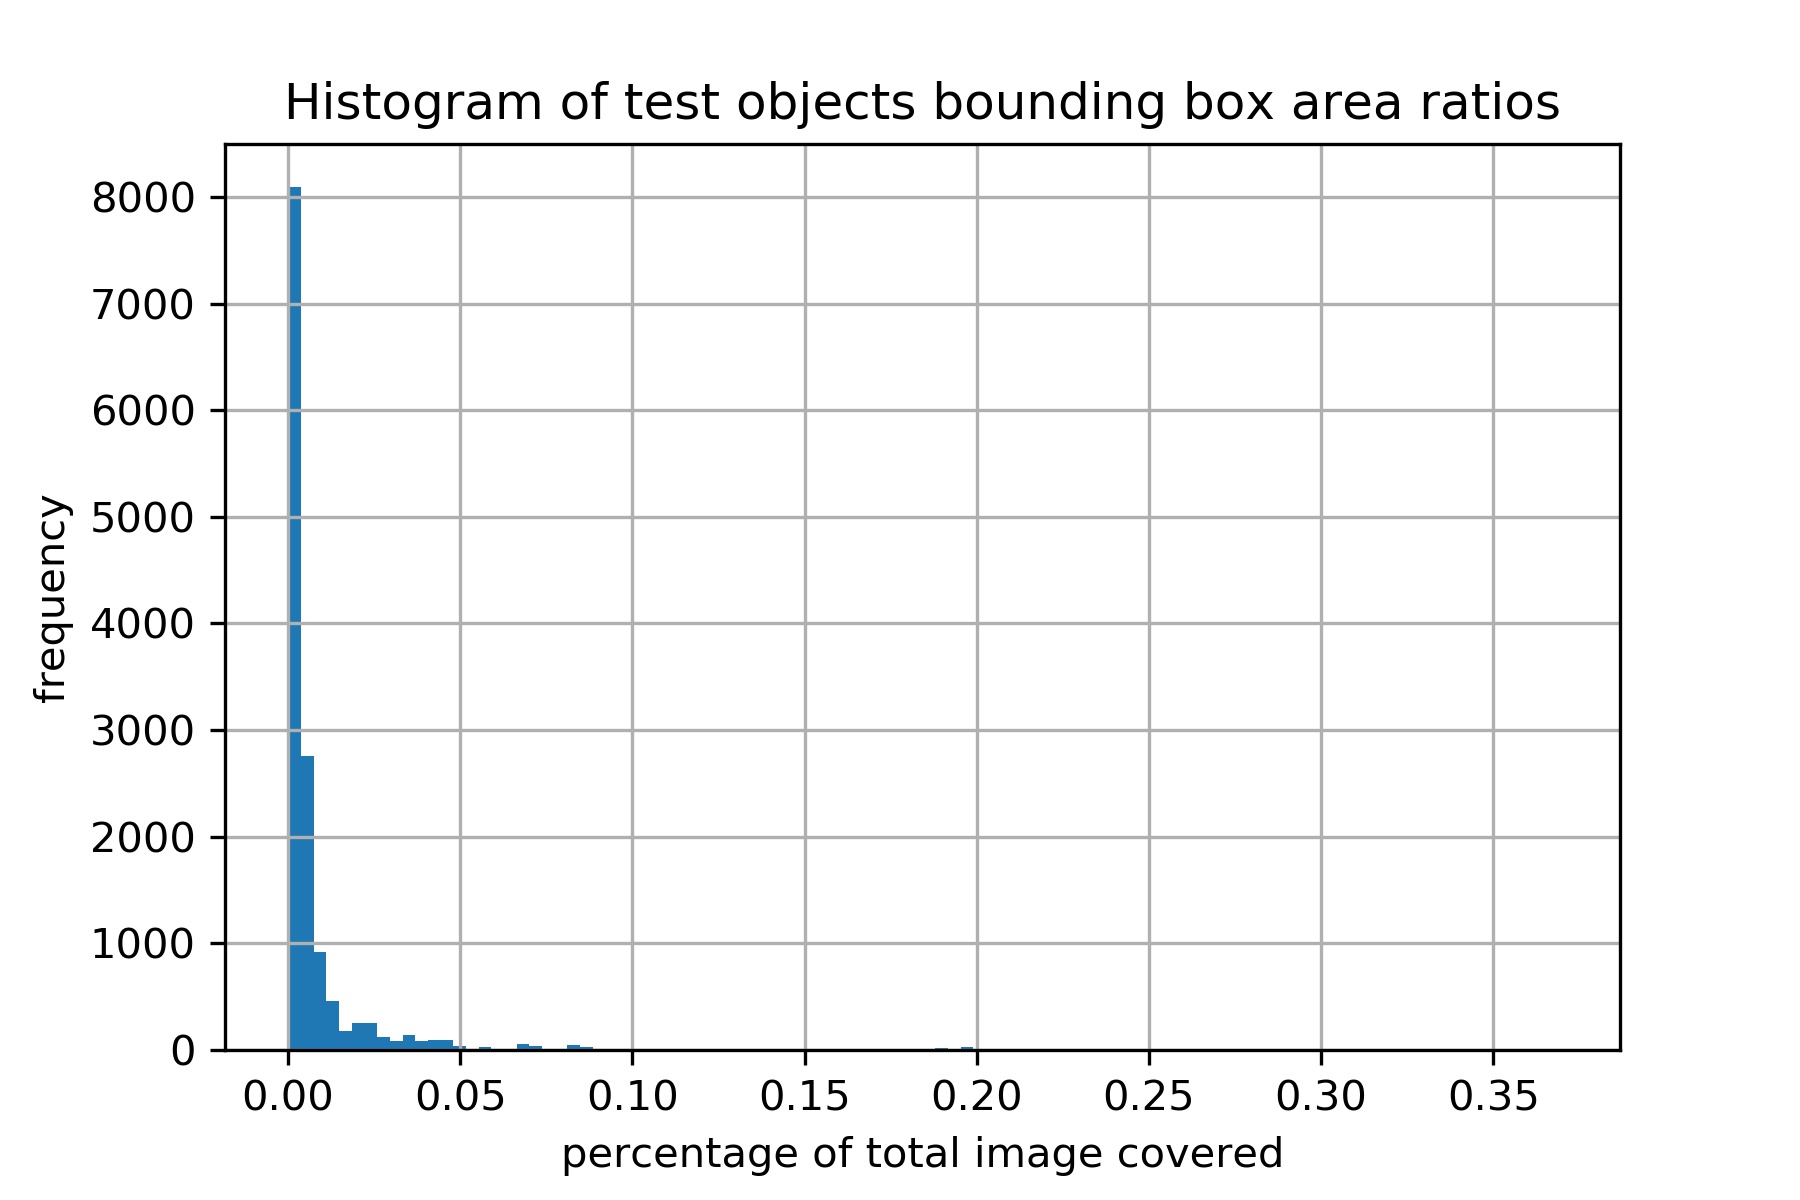 Histogram of test objects bounding box area ratios
8000
7000
6000
5000
4000
3000
2000
1000
0
frequency
0.00 0.05 0.10 0.15 0.20 0.25 0.30 0.35
percentage of total image covered